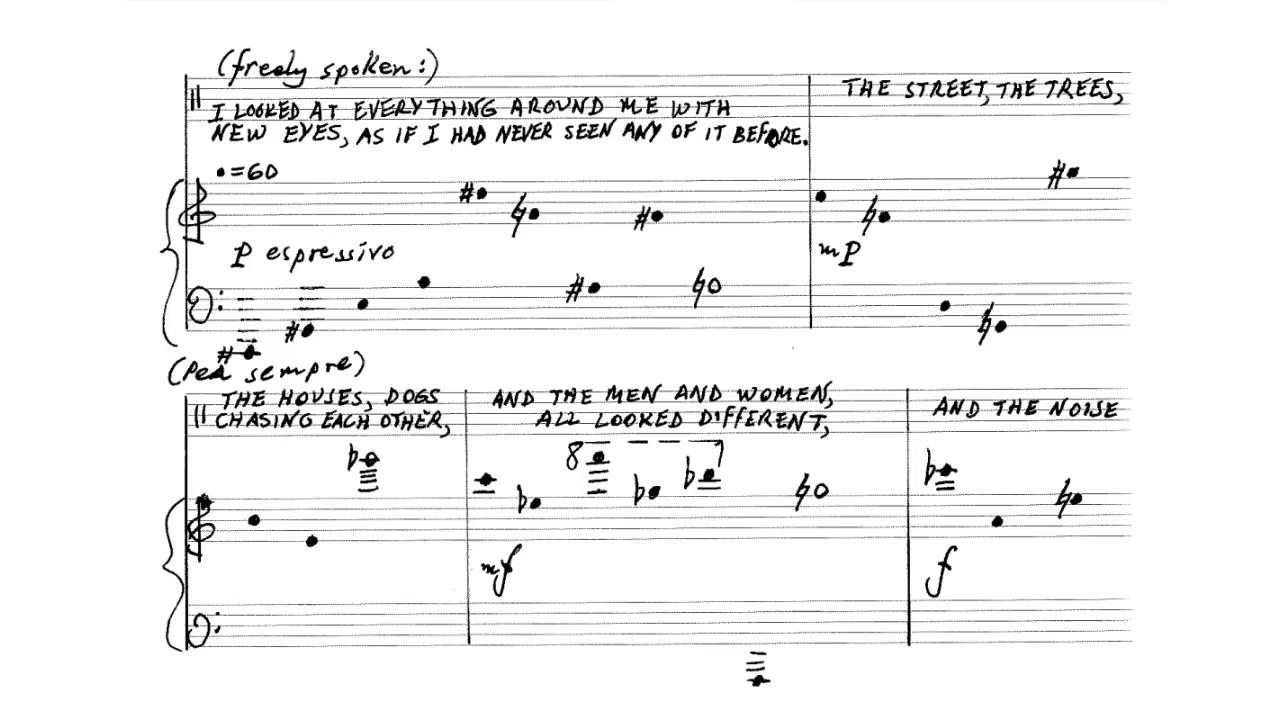 (freely spoken:)
I LOOKED AT EVERYTHING AROUND ME WITH
NEW EYES, AS IF I HAD NEVER SEEN ANY OF IT BEFORE.
THE STREET, THE TREES,
=60
P espressivo
mp
(Ped sempre)
THE HOUSES, DOGS
CHASING EACH OTHER,
AND THE MEN AND WOMEN,
ALL LOOKED DIFFERENT,
AND THE NOISE
8
mf
f